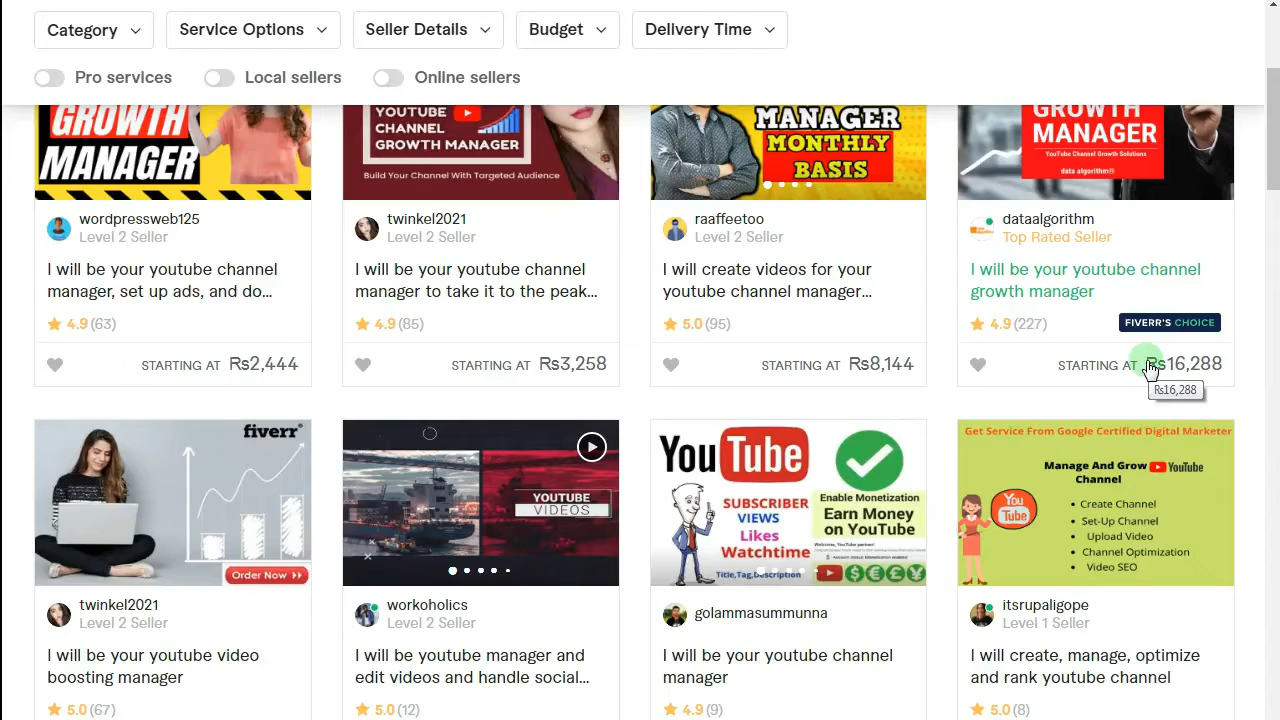 Category
Service Options
Seller Details
Budget
Delivery Time
Pro services
Local sellers
Online sellers
GROWTH
MANAGER
YOUTUBE
CHANNEL
GROWTH MANAGER
Build Your Channel With Targeted Audience
MANAGER
MONTHLY
BASIS
GROWTH
MANAGER
YouTube Channel Growth Solutions
data algorithm®
wordpressweb125
Level 2 Seller
I will be your youtube channel
manager, set up ads, and do...
4.9 (63)
STARTING AT Rs2,444
twinkel2021
Level 2 Seller
I will be your youtube channel
manager to take it to the peak...
4.9 (85)
STARTING AT Rs3,258
raaffeetoo
Level 2 Seller
I will create videos for your
youtube channel manager...
5.0 (95)
STARTING AT Rs8,144
dataalgorithm
Top Rated Seller
I will be your youtube channel
growth manager
4.9 (227)
FIVERR'S CHOICE
STARTING AT Rs16,288
Rs16,288
fiverr
Order Now
YOUTUBE
VIDEOS
YouTube
SUBSCRIBER
VIEWS
Likes
Watchtime
Title,Tag,Description
Enable Monetization
Earn Money
on YouTube
Get Service From Google Certified Digital Marketer
Manage And Grow YouTube
Channel
You
Tube
• Create Channel
• Set-Up Channel
• Upload Video
• Channel Optimization
• Video SEO
twinkel2021
Level 2 Seller
I will be your youtube video
boosting manager
5.0 (67)
workoholics
Level 2 Seller
I will be youtube manager and
edit videos and handle social...
5.0 (12)
golammasummunna
I will be your youtube channel
manager
4.9 (9)
itsrupaligope
Level 1 Seller
I will create, manage, optimize
and rank youtube channel
5.0 (8)